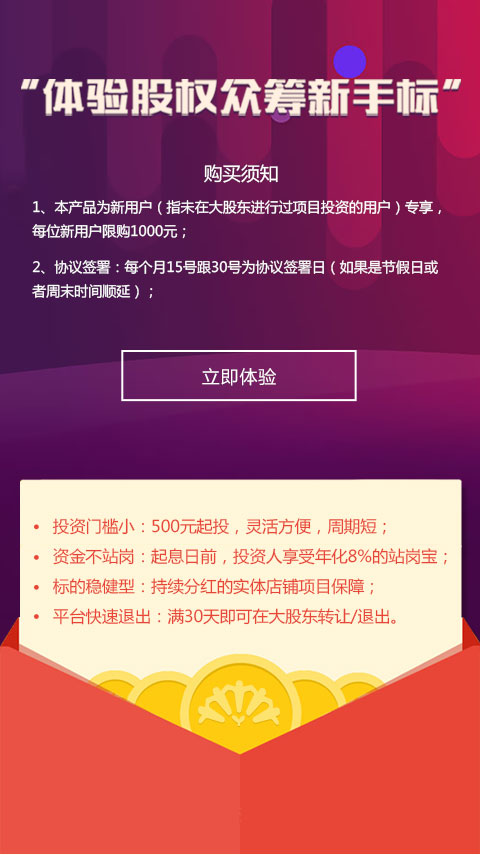 “体验股权众筹新手标”
购买须知
1、本产品为新用户（指未在大股东进行过项目投资的用户）专享，
每位新用户限购1000元；
2、协议签署：每个月15号跟30号为协议签署日（如果是节假日或
者周末时间顺延）；
立即体验
• 投资门槛小：500元起投，灵活方便，周期短；
• 资金不站岗：起息日前，投资人享受年化8%的站岗宝；
• 标的稳健型：持续分红的实体店铺项目保障；
• 平台快速退出：满30天即可在大股东转让/退出。